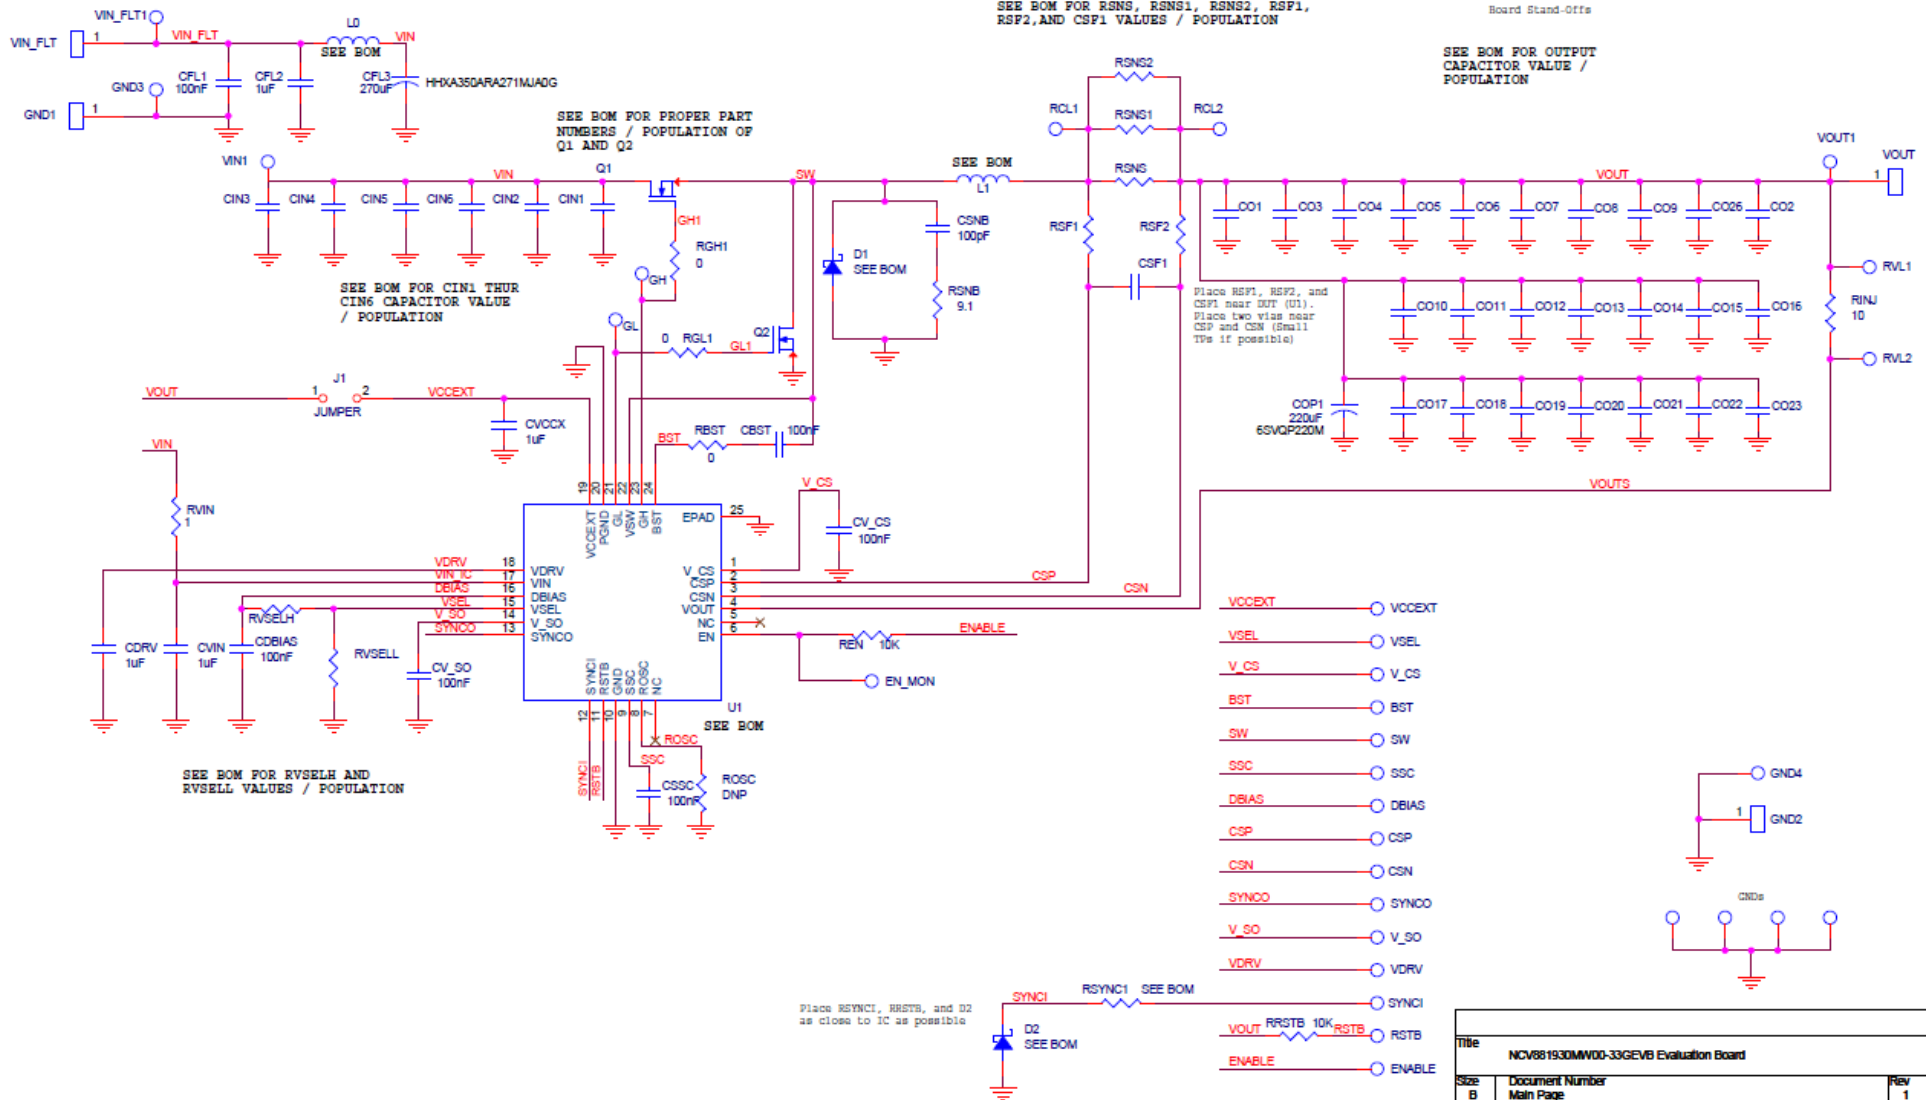 SEE BOM FOR RSNS, RSNS1, RSNS2, RSF1,
RSF2,AND CSF1 VALUES / POPULATION
Board Stand-Offs
SEE BOM FOR OUTPUT
CAPACITOR VALUE /
POPULATION
VIN_FLT1
VIN_FLT
1
VIN_FLT
L0
SEE BOM
VIN
CFL1
100nF
CFL2
1uF
CFL3
270uF
HHXA350ARA271MJA0G
GND3
GND1
1
SEE BOM FOR PROPER PART
NUMBERS / POPULATION OF
Q1 AND Q2
VIN1
VIN
Q1
SW
SEE BOM
L1
RSNS2
RCL1
RSNS1
RCL2
RSNS
VOUT
VOUT1
VOUT
1
CIN3
CIN4
CIN5
CIN6
CIN2
CIN1
GH1
RGH1
0
GH
SEE BOM FOR CIN1 THUR
CIN6 CAPACITOR VALUE
/ POPULATION
D1
SEE BOM
CSNB
100pF
RSNB
9.1
RSF1
RSF2
CSF1
Place RSF1, RSF2, and
CSF1 near DUT (U1).
Place two vias near
CSP and CSN (Small
TPs if possible)
CO1
CO3
CO4
CO5
CO6
CO7
CO8
CO9
CO26
CO2
CO10
CO11
CO12
CO13
CO14
CO15
CO16
COP1
220uF
6SVQP220M
CO17
CO18
CO19
CO20
CO21
CO22
CO23
RVL1
RINJ
10
RVL2
VOUTS
GL
0
RGL1
GL1
Q2
VOUT
J1
1
2
JUMPER
VCCEXT
CVCCX
1uF
BST
RBST
0
CBST
100nF
VIN
RVIN
1
V_CS
CV_CS
100nF
19
20
21
22
23
24
VCCEXT
PGND
GL
VSW
GH
BST
EPAD
25
VDRV
18
VDRV
VIN_IC
17
VIN
DBIAS
16
DBIAS
VSEL
15
VSEL
V_SO
14
V_SO
SYNCO
13
SYNCO
V_CS
1
CSP
2
CSN
3
VOUT
4
NC
5
EN
6
CSP
CSN
REN
10K
ENABLE
EN_MON
RVSELH
CDRV
1uF
CVIN
1uF
CDBIAS
100nF
RVSELL
CV_SO
100nF
SYNCI
RSTB
GND
SSC
ROSC
NC
12
11
10
9
8
7
U1
SEE BOM
SYNCI
RSTB
SSC
ROSC
CSSC
100nF
ROSC
DNP
SEE BOM FOR RVSELH AND
RVSELL VALUES / POPULATION
VCCEXT
VCCEXT
VSEL
VSEL
V_CS
V_CS
BST
BST
SW
SW
SSC
SSC
DBIAS
DBIAS
CSP
CSP
CSN
CSN
SYNCO
SYNCO
V_SO
V_SO
VDRV
VDRV
Place RSYNCI, RRSTB, and D2
as close to IC as possible
SYNCI
RSYNC1
SEE BOM
SYNCI
D2
SEE BOM
VOUT
RRSTB
10K
RSTB
RSTB
ENABLE
ENABLE
GND4
1
GND2
GNDs
Title
NCV881930MW00-33GEVB Evaluation Board
Size
Document Number
Rev
B
Main Page
1